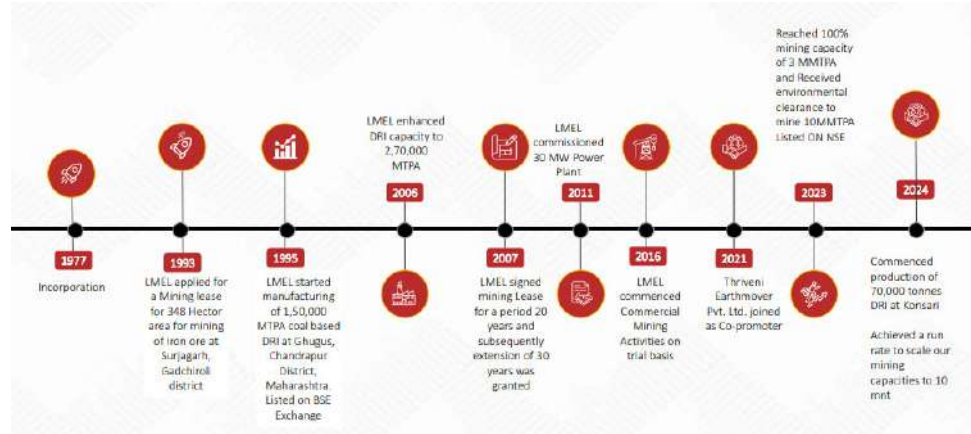 1977
Incorporation
1993
LMEL applied for
a Mining lease
for 348 Hector
area for mining
of iron ore at
Surjagarh,
Gadchiroli
district
1995
LMEL started
manufacturing
of 1,50,000
MTPA coal based
DRI at Ghugus,
Chandrapur
District,
Maharashtra.
Listed on BSE
Exchange
LMEL enhanced
DRI capacity to
2,70,000
MTPA
2006
2007
LMEL signed
mining Lease
for a period 20
years and
subsequently
extension of 30
years was
granted
LMEL
commissioned
30 MW Power
Plant
2011
2016
LMEL
commenced
Commercial
Mining
Activities on
trial basis
2021
Thriveni
Earthmover
Pvt. Ltd. joined
as Co-promoter
Reached 100%
mining capacity
of 3 MMTPA
and Received
environmental
clearance to
mine 10MMTPA
Listed ON NSE
2023
2024
Commenced
production of
70,000 tonnes
DRI at Konsari
Achieved a run
rate to scale our
mining
capacities to 10
mnt